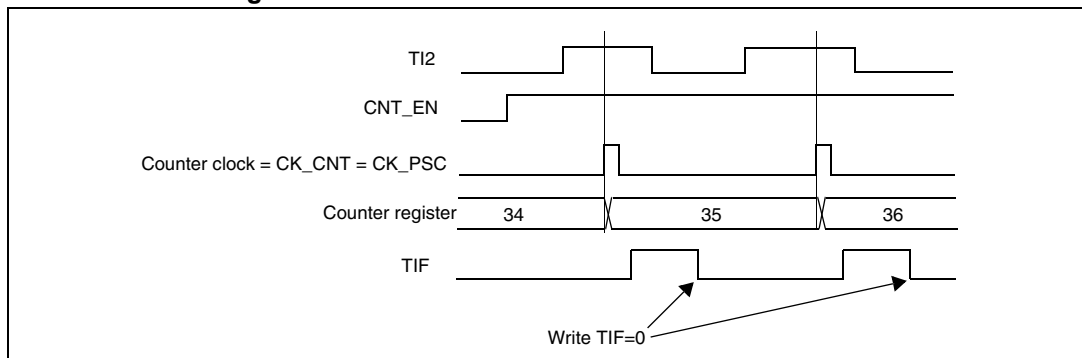 TI2
CNT_EN
Counter clock = CK_CNT = CK_PSC
Counter register 34 35 36
TIF
Write TIF=0